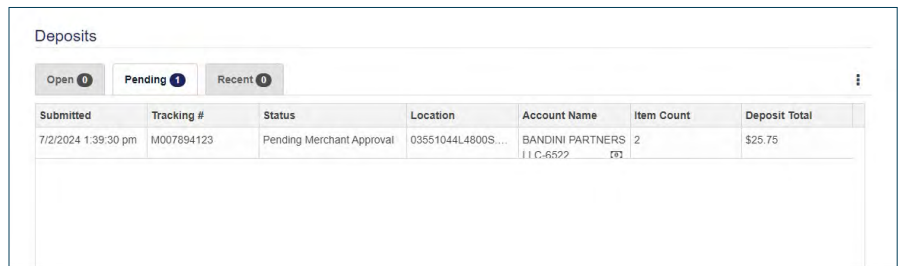 Deposits
Open 0 Pending 1 Recent 0
Submitted Tracking # Status Location Account Name Item Count Deposit Total
7/2/2024 1:39:30 pm M007894123 Pending Merchant Approval 03551044L4800S.... BANDINI PARTNERS 2 $25.75
LLC-6522